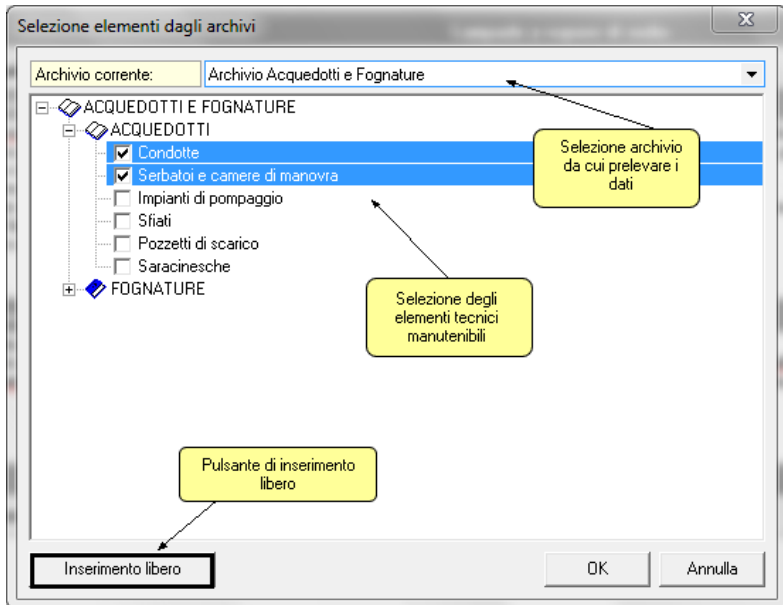 Selezione elementi dagli archivi
Archivio corrente:
Archivio Acquedotti e Fognature
ACQUEDOTTI E FOGNATURE
ACQUEDOTTI
Condotte
Serbatoi e camere di manovra
Impianti di pompaggio
Sfiati
Pozzetti di scarico
Saracinesche
FOGNATURE
Selezione archivio
da cui prelevare i
dati
Selezione degli
elementi tecnici
manutenibili
Pulsante di inserimento
libero
Inserimento libero
OK
Annulla